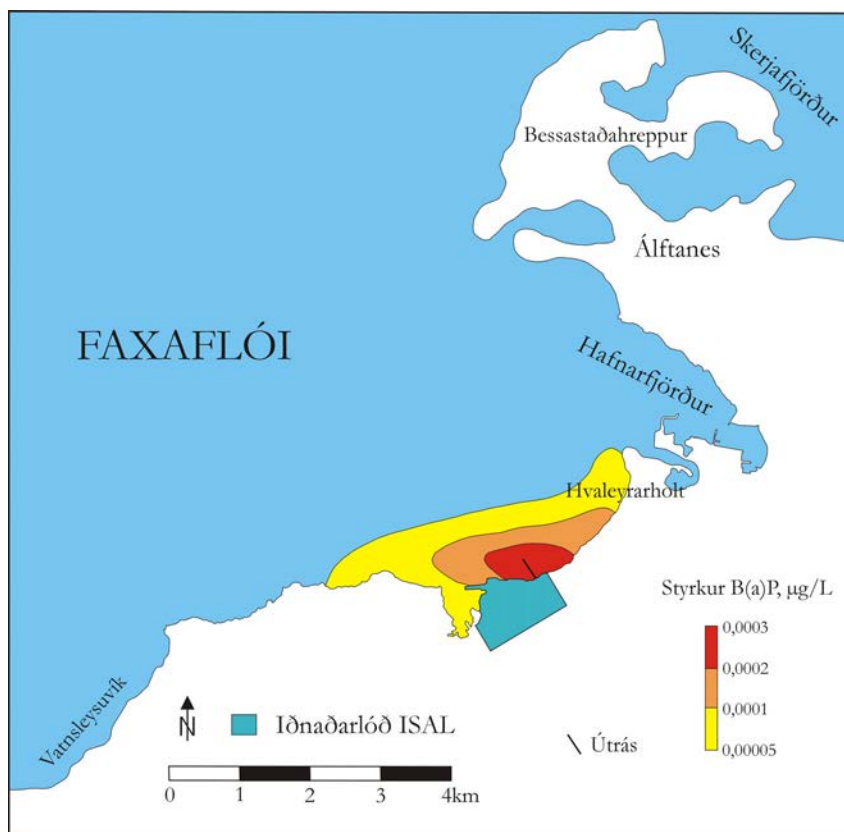 Skerjafjörður
Bessastaðahreppur
Álftanes
FAXAFLÓI
Hafnarfjörður
Hvaleyrarholt
Styrkur B(a)P, µg/L
0,0003
0,0002
0,0001
0,00005
Vatnsleysuvík
N
Iðnaðarlóð ISAL
Útrás
0 1 2 3 4km